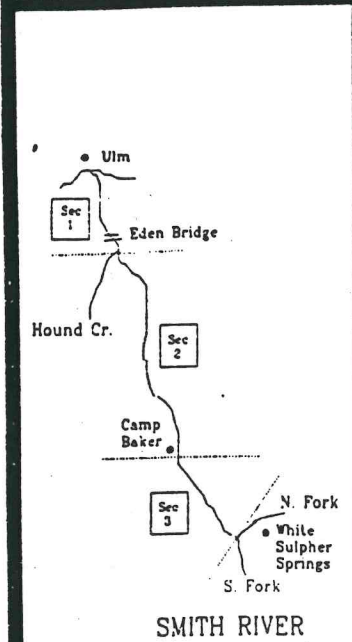 Ulm
Sec
1
Eden Bridge
Hound Cr.
Sec
2
Camp
Baker
Sec
3
N. Fork
White
Sulpher
Springs
S. Fork
SMITH RIVER